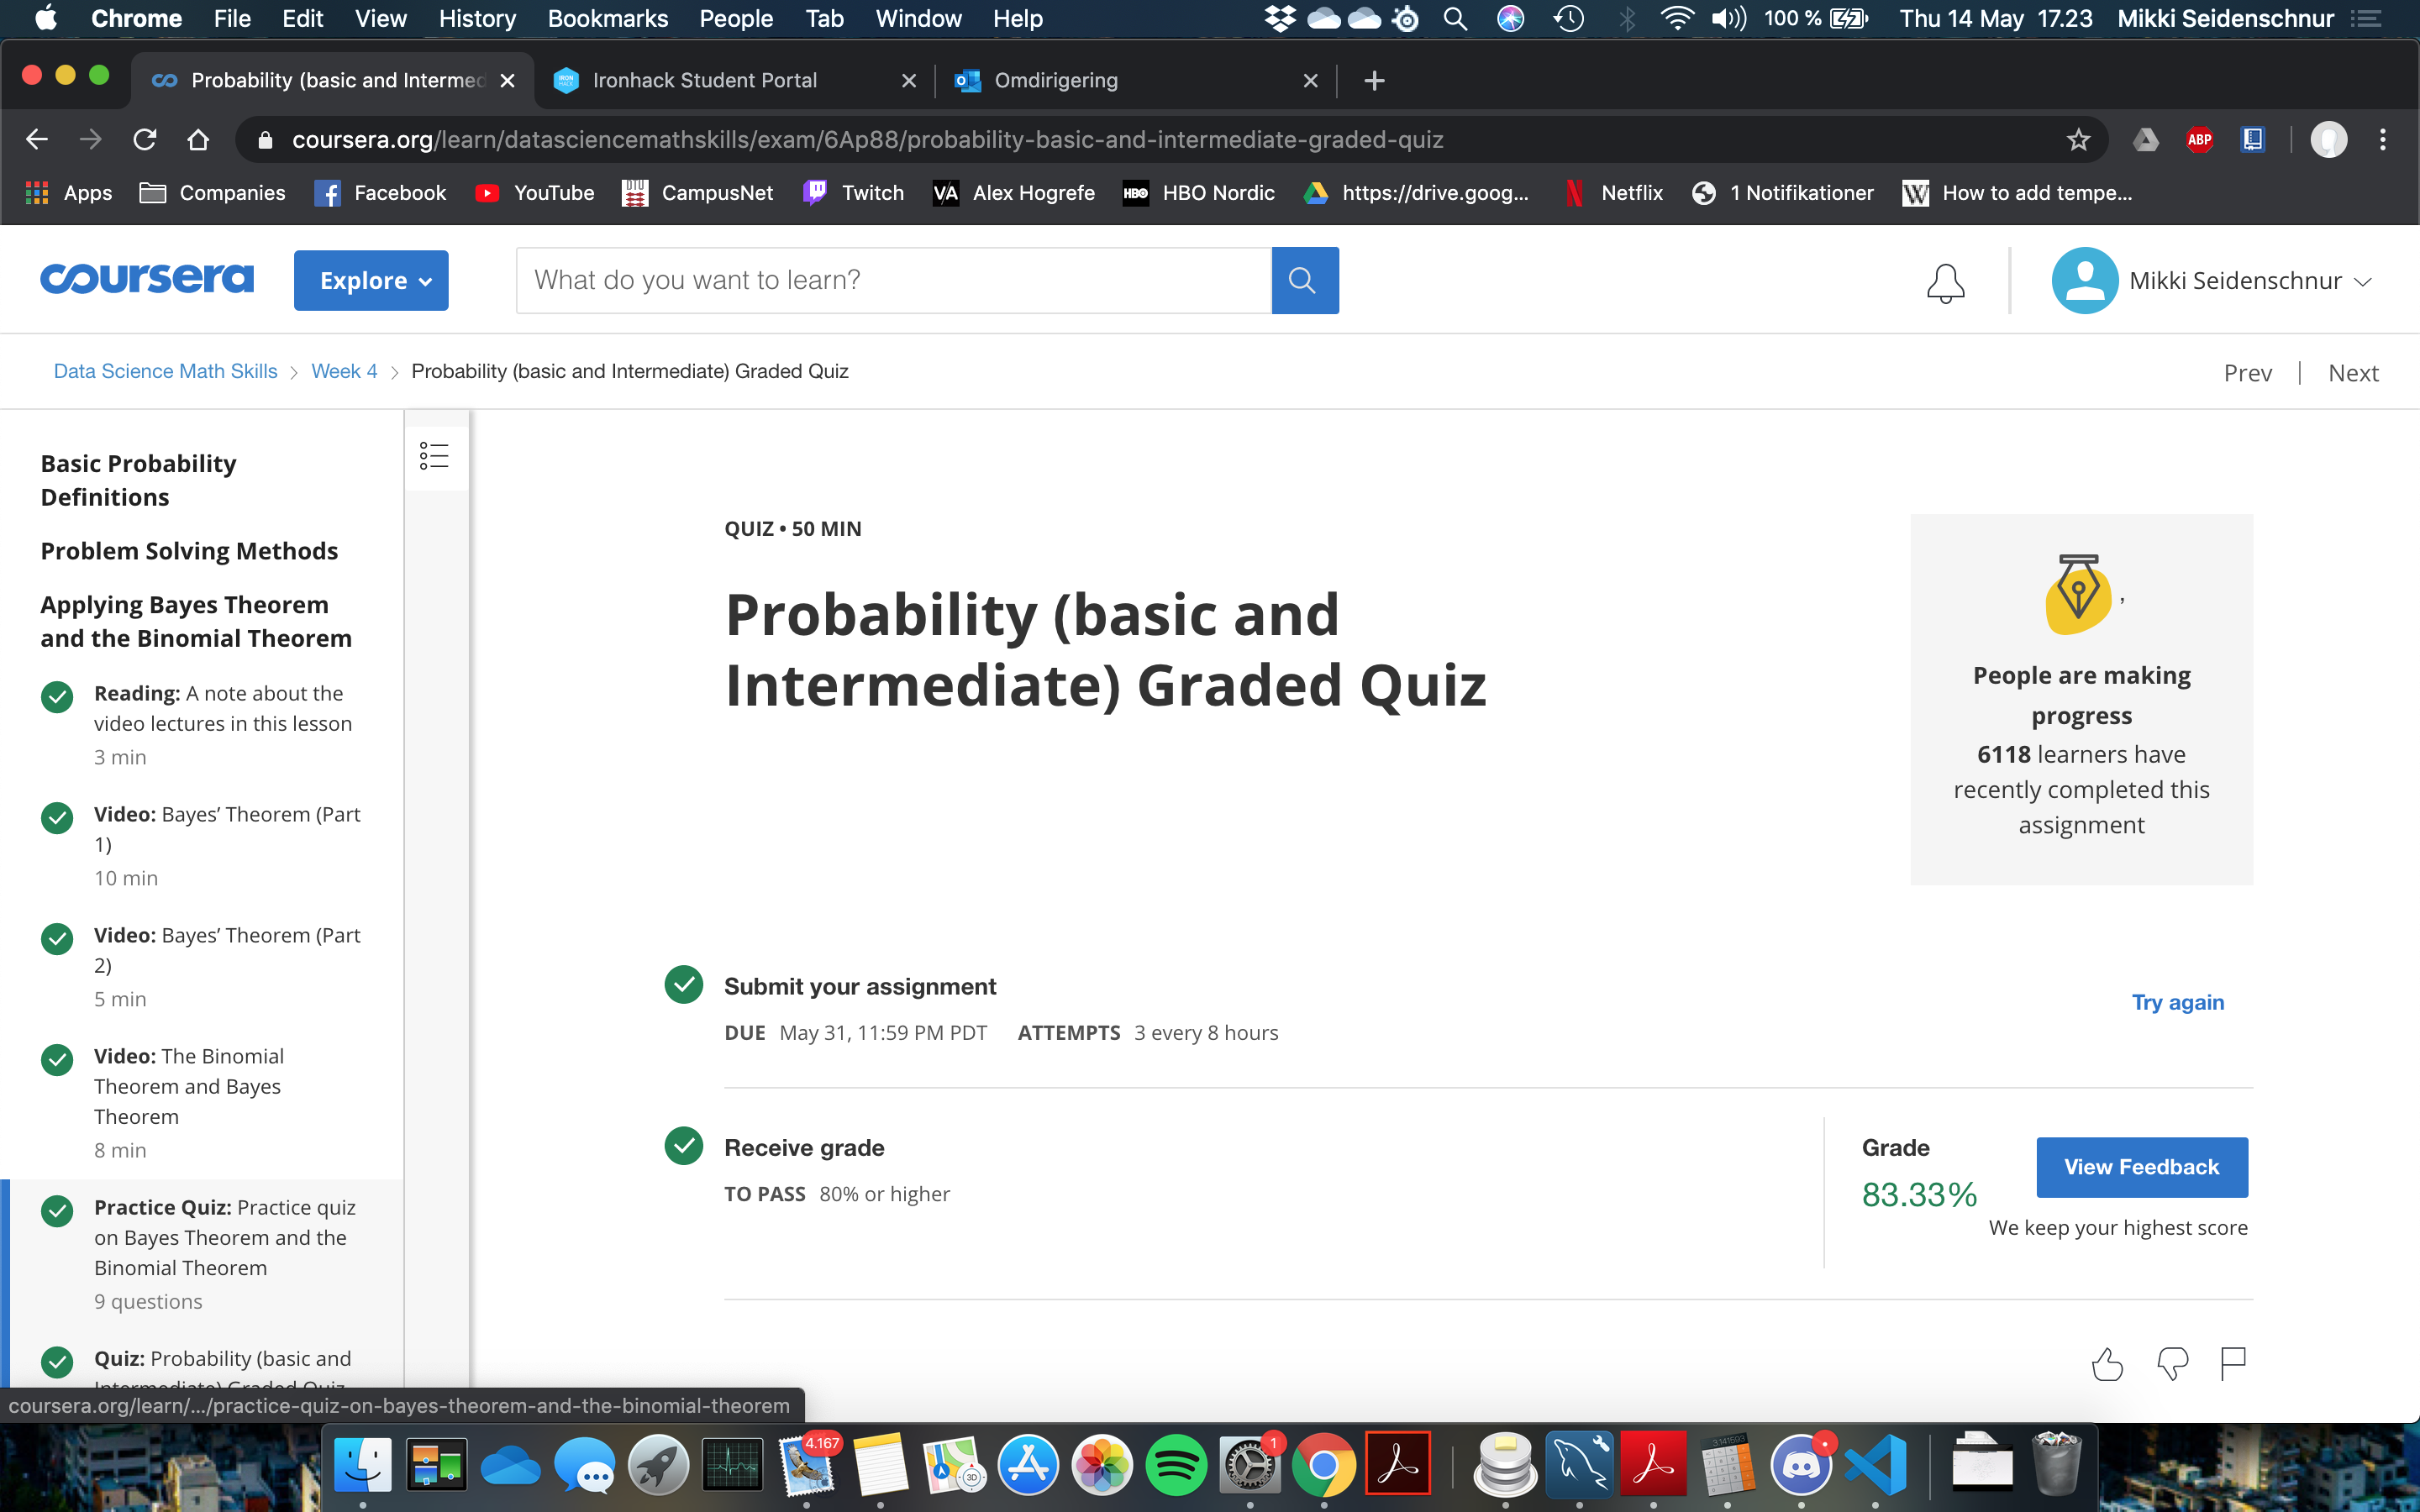 Chrome File Edit View History Bookmarks People Tab Window Help 100 % Thu 14 May 17.23 Mikki Seidenschnur
Probability (basic and Intermed Ironhack Student Portal Omdirigering
coursera.org/learn/datasciencemathskills/exam/6Ap88/probability-basic-and-intermediate-graded-quiz ABP
Apps Companies Facebook YouTube CampusNet Twitch VA Alex Hogrefe HBO HBO Nordic https://drive.goog... Netflix 1 Notifikationer W How to add tempe...
coursera Explore What do you want to learn? Mikki Seidenschnur
Data Science Math Skills Week 4 Probability (basic and Intermediate) Graded Quiz Prev | Next
Basic Probability
Definitions
Problem Solving Methods
Applying Bayes Theorem
and the Binomial Theorem
Reading: A note about the
video lectures in this lesson
3 min
Video: Bayes’ Theorem (Part
1)
10 min
Video: Bayes’ Theorem (Part
2)
5 min
Video: The Binomial
Theorem and Bayes
Theorem
8 min
Practice Quiz: Practice quiz
on Bayes Theorem and the
Binomial Theorem
9 questions
Quiz: Probability (basic and
Intermediate) Graded Quiz
QUIZ • 50 MIN
Probability (basic and
Intermediate) Graded Quiz
,
People are making
progress
6118 learners have
recently completed this
assignment
Submit your assignment
Try again
DUE May 31, 11:59 PM PDT ATTEMPTS 3 every 8 hours
Receive grade
TO PASS 80% or higher
Grade
83.33%
View Feedback
We keep your highest score
coursera.org/learn/.../practice-quiz-on-bayes-theorem-and-the-binomial-theorem
4.167
3D
1
3.141593